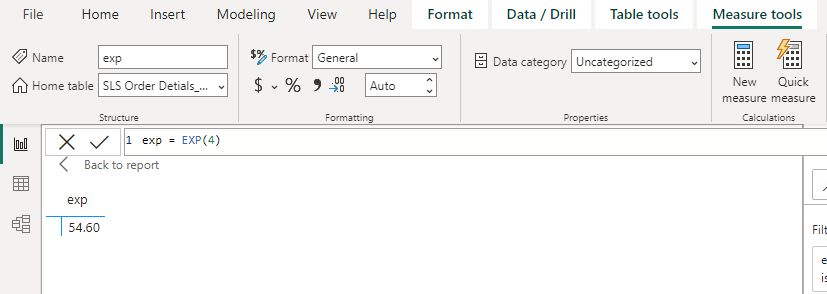 File Home Insert Modeling View Help Format Data / Drill Table tools Measure tools
Name exp
$% Format General
Data category Uncategorized
Home table SLS Order Detials_...
$ % 9 .00 →.0 Auto
New measure
Quick measure
Structure Formatting Properties Calculations
1 exp = EXP(4)
Back to report
exp
54.60
Filt
e
is